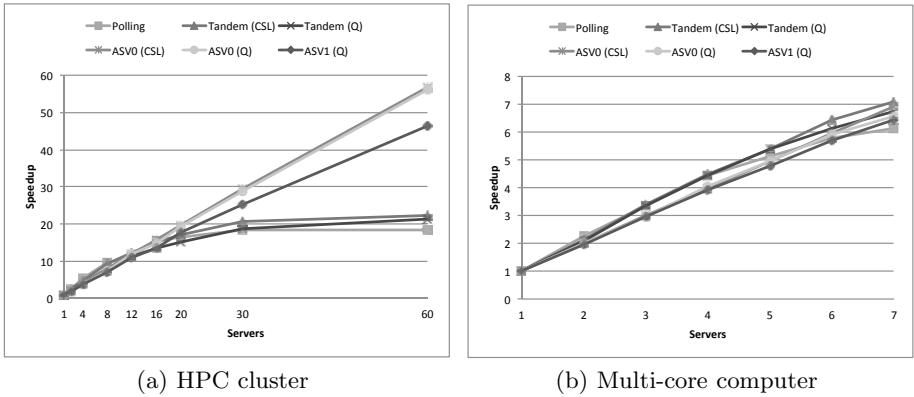 Polling
Tandem (CSL)
Tandem (Q)
ASV0 (CSL)
ASV0 (Q)
ASV1 (Q)
60
50
40
30
20
10
0
Speedup
1 4 8 12 16 20 30 60
Servers
(a) HPC cluster
Polling
Tandem (CSL)
Tandem (Q)
ASV0 (CSL)
ASV0 (Q)
ASV1 (Q)
8
7
6
5
4
3
2
1
0
Speedup
1 2 3 4 5 6 7
Servers
(b) Multi-core computer